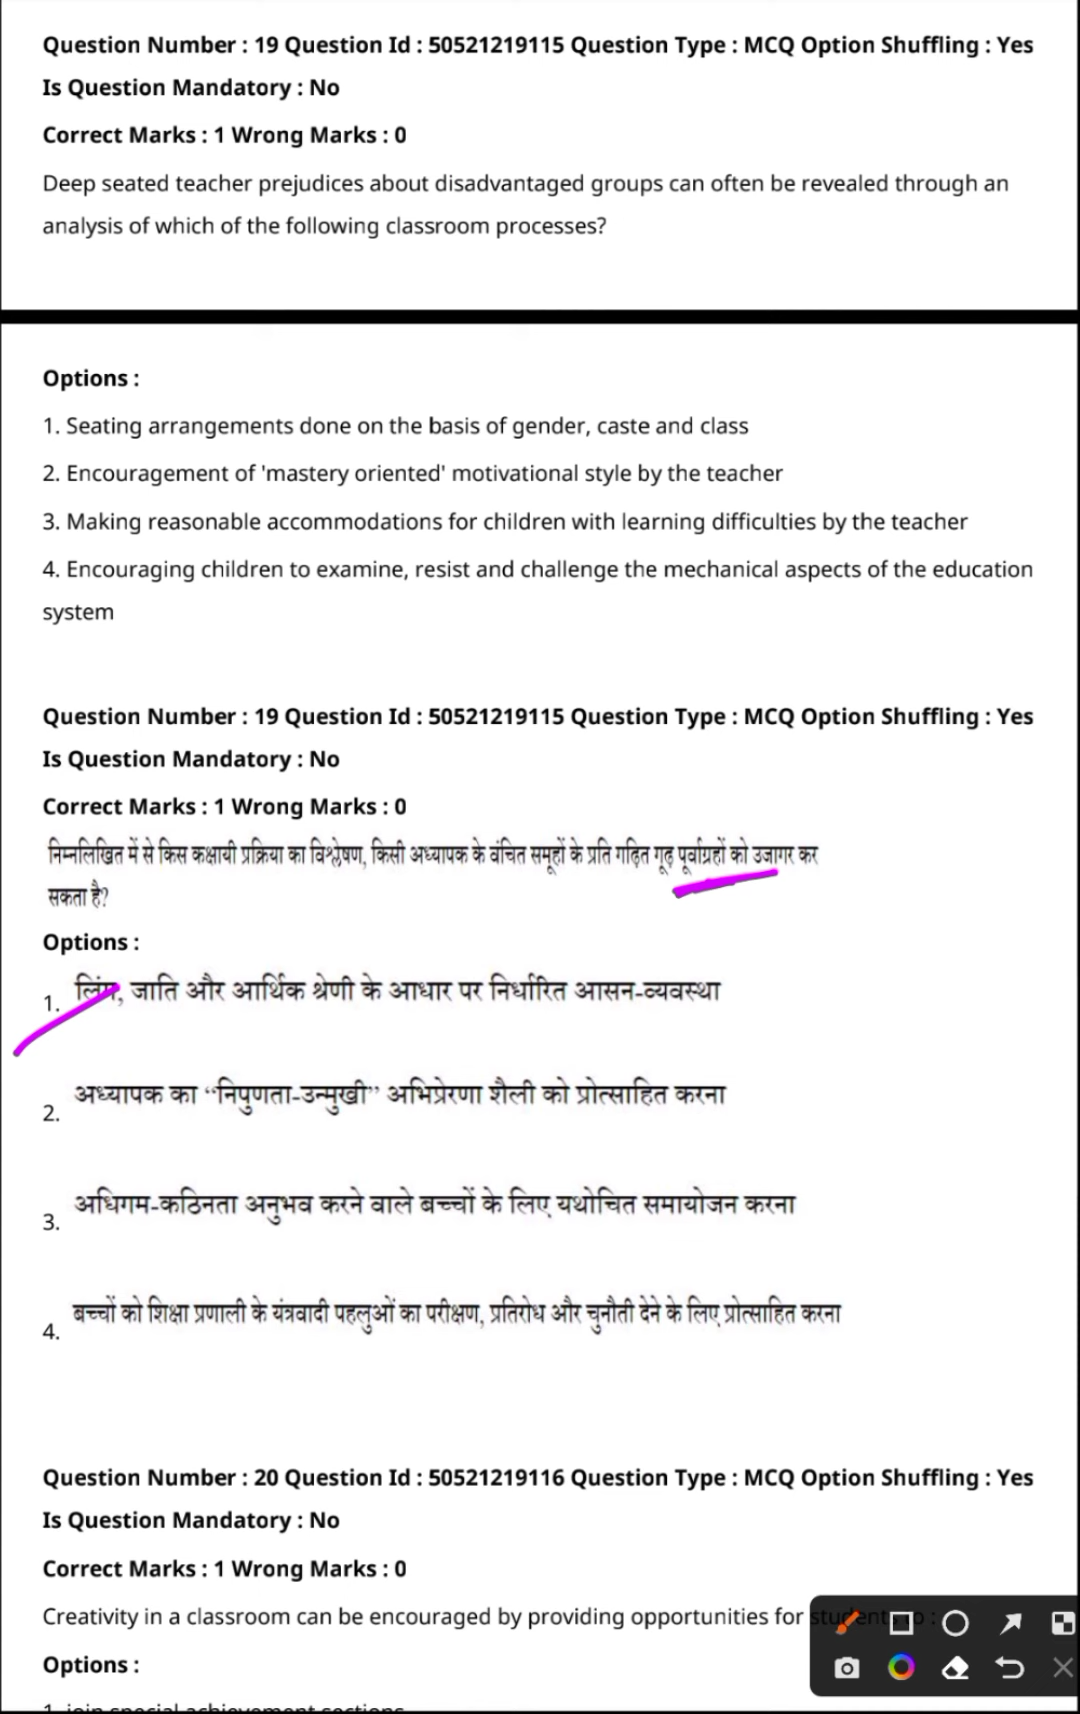 Question Number : 19 Question Id : 50521219115 Question Type : MCQ Option Shuffling : Yes
Is Question Mandatory : No
Correct Marks : 1 Wrong Marks : 0
Deep seated teacher prejudices about disadvantaged groups can often be revealed through an
analysis of which of the following classroom processes?
Options :
1. Seating arrangements done on the basis of gender, caste and class
2. Encouragement of 'mastery oriented' motivational style by the teacher
3. Making reasonable accommodations for children with learning difficulties by the teacher
4. Encouraging children to examine, resist and challenge the mechanical aspects of the education
system
Question Number : 19 Question Id : 50521219115 Question Type : MCQ Option Shuffling : Yes
Is Question Mandatory : No
Correct Marks : 1 Wrong Marks : 0
निम्नलिखित में से किस कक्षायी प्रक्रिया का विश्लेषण, किसी अध्यापक के वंचित समूहों के प्रति गढ़ित गूढ़ पूर्वाग्रहों को उजागर कर
सकता है?
Options :
1. लिंग, जाति और आर्थिक श्रेणी के आधार पर निर्धारित आसन-व्यवस्था
2. अध्यापक का “निपुणता-उन्मुखी” अभिप्रेरणा शैली को प्रोत्साहित करना
3. अधिगम-कठिनता अनुभव करने वाले बच्चों के लिए यथोचित समायोजन करना
4. बच्चों को शिक्षा प्रणाली के यंत्रवादी पहलुओं का परीक्षण, प्रतिरोध और चुनौती देने के लिए प्रोत्साहित करना
Question Number : 20 Question Id : 50521219116 Question Type : MCQ Option Shuffling : Yes
Is Question Mandatory : No
Correct Marks : 1 Wrong Marks : 0
Creativity in a classroom can be encouraged by providing opportunities for students to :
Options :
1. join special achievement sections